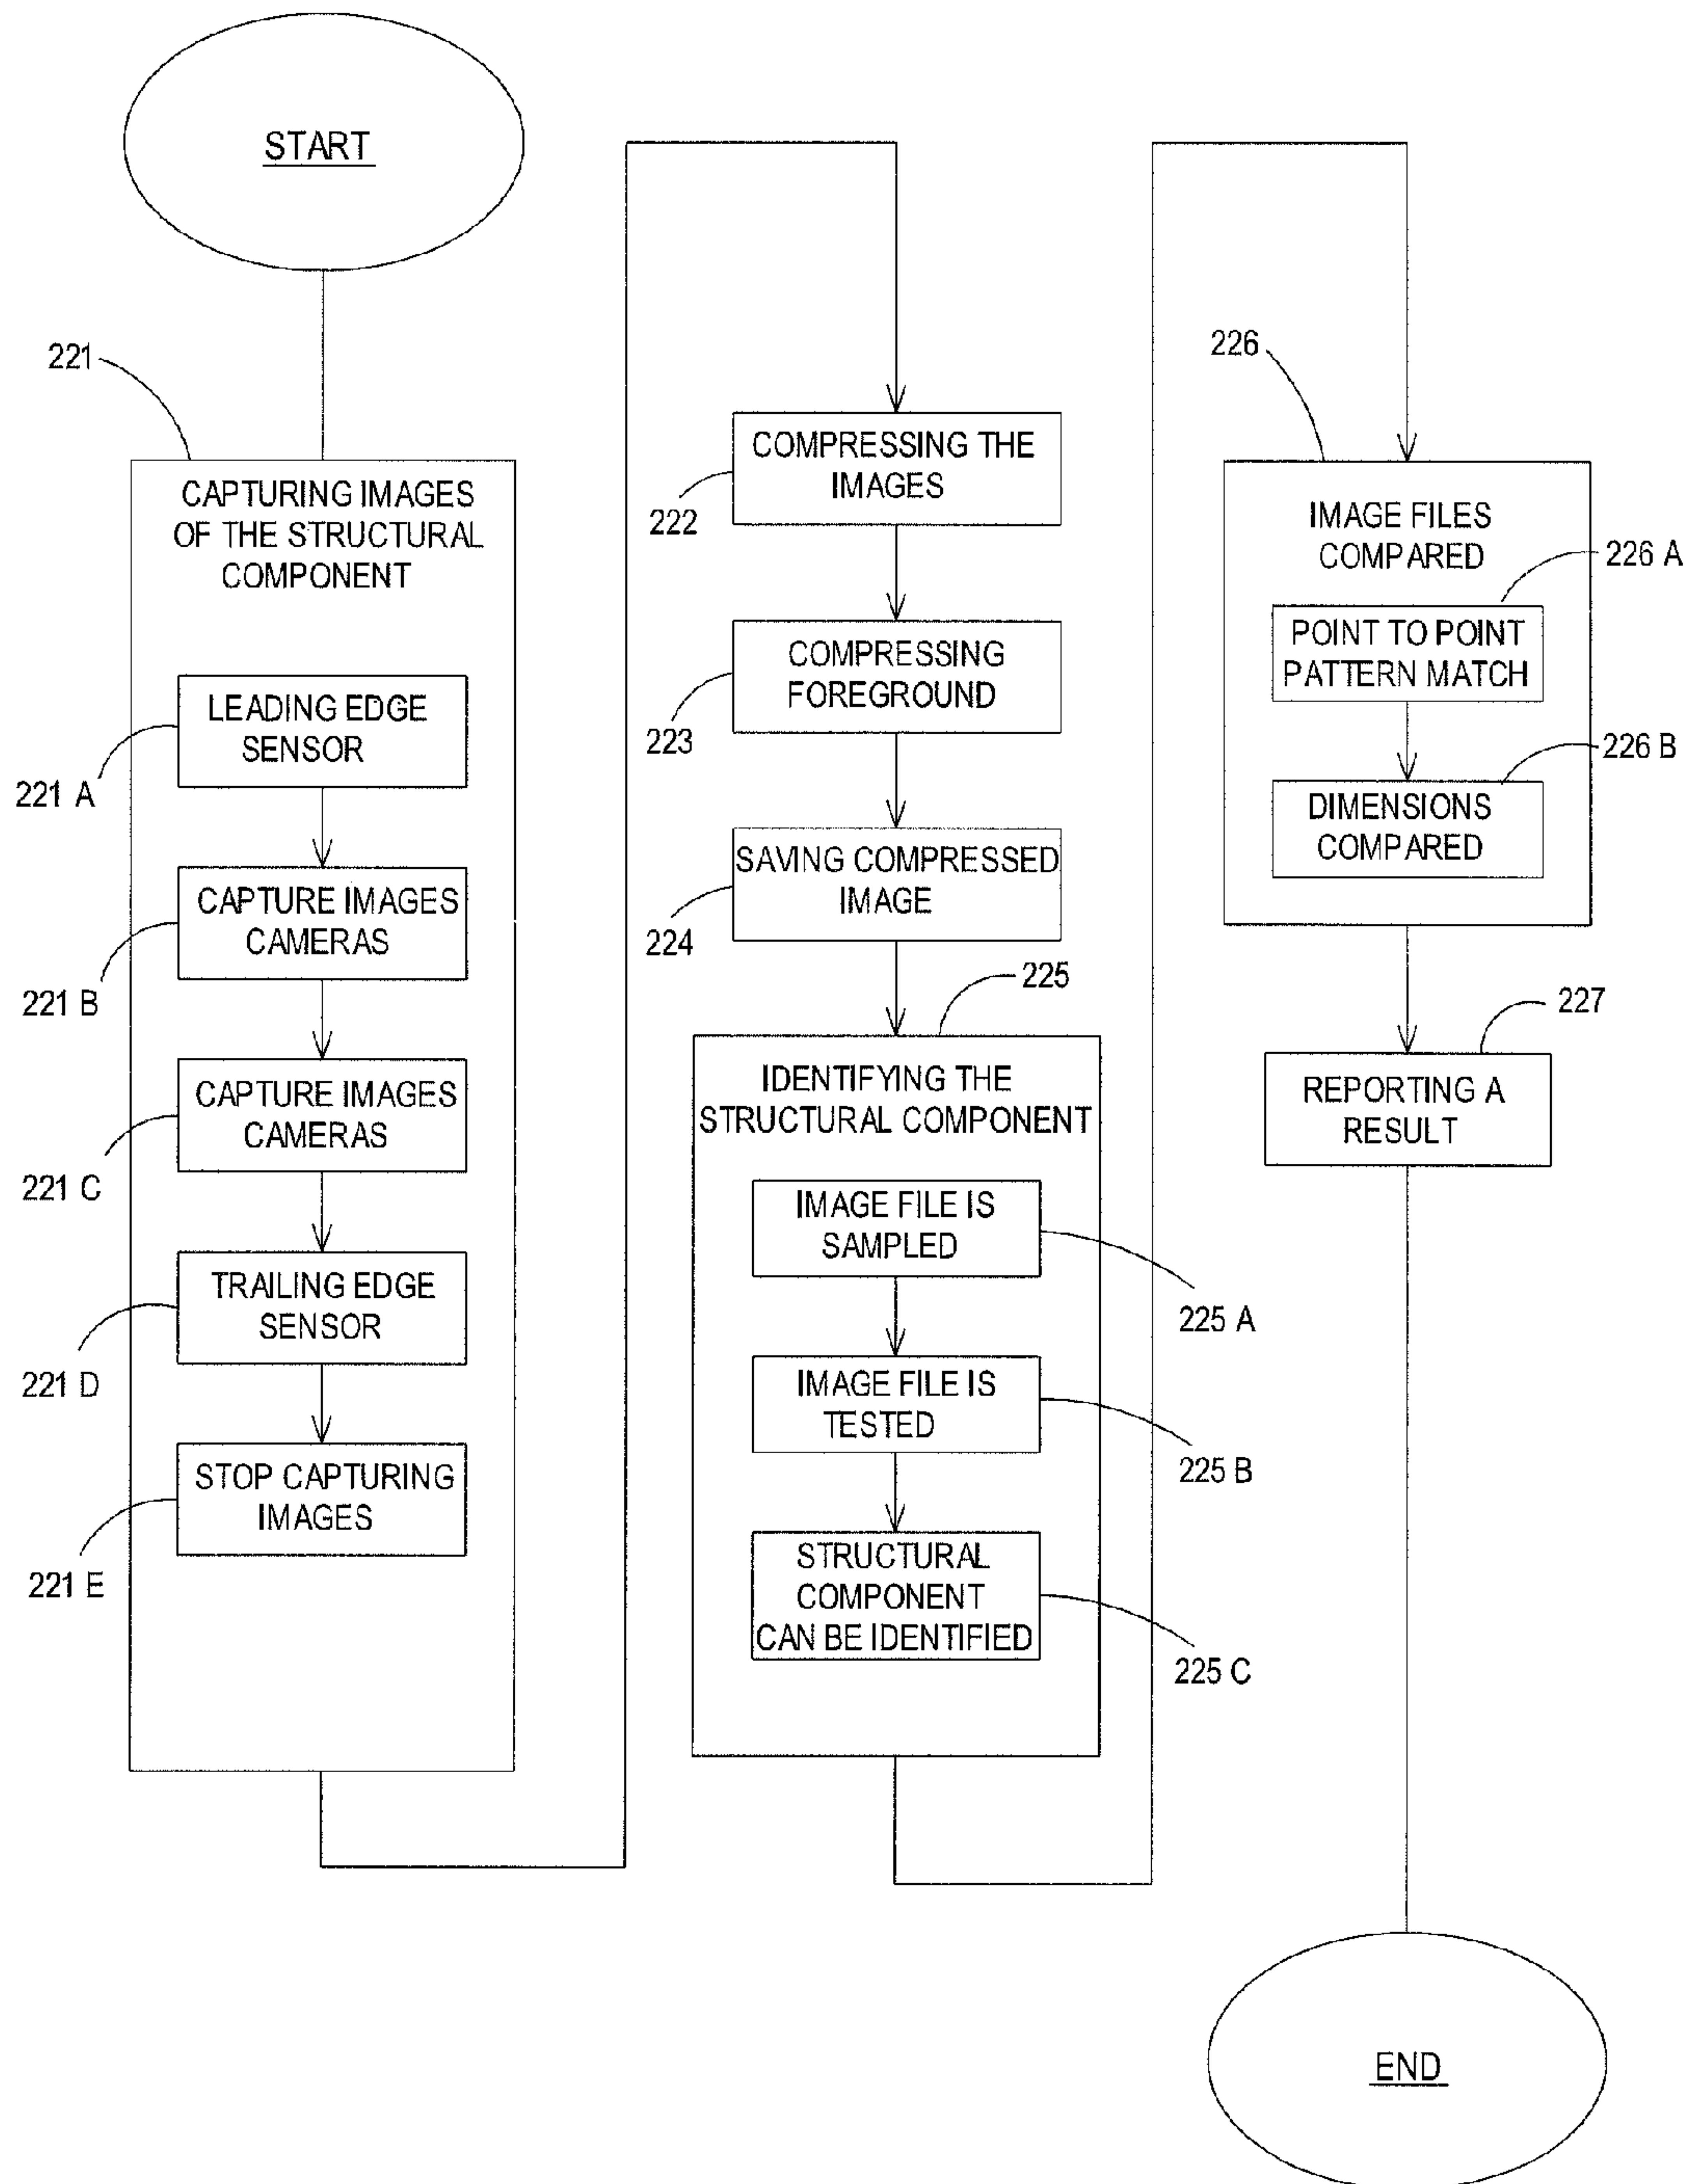 START
221
CAPTURING IMAGES
OF THE STRUCTURAL
COMPONENT
LEADING EDGE
SENSOR
221 A
CAPTURE IMAGES
CAMERAS
221 B
CAPTURE IMAGES
CAMERAS
221 C
TRAILING EDGE
SENSOR
221 D
STOP CAPTURING
IMAGES
221 E
COMPRESSING THE
IMAGES
222
COMPRESSING
FOREGROUND
223
SAVING COMPRESSED
IMAGE
224
225
IDENTIFYING THE
STRUCTURAL COMPONENT
IMAGE FILE IS
SAMPLED
225 A
IMAGE FILE IS
TESTED
225 B
STRUCTURAL
COMPONENT
CAN BE IDENTIFIED
225 C
226
IMAGE FILES
COMPARED
226 A
POINT TO POINT
PATTERN MATCH
226 B
DIMENSIONS
COMPARED
227
REPORTING A
RESULT
END